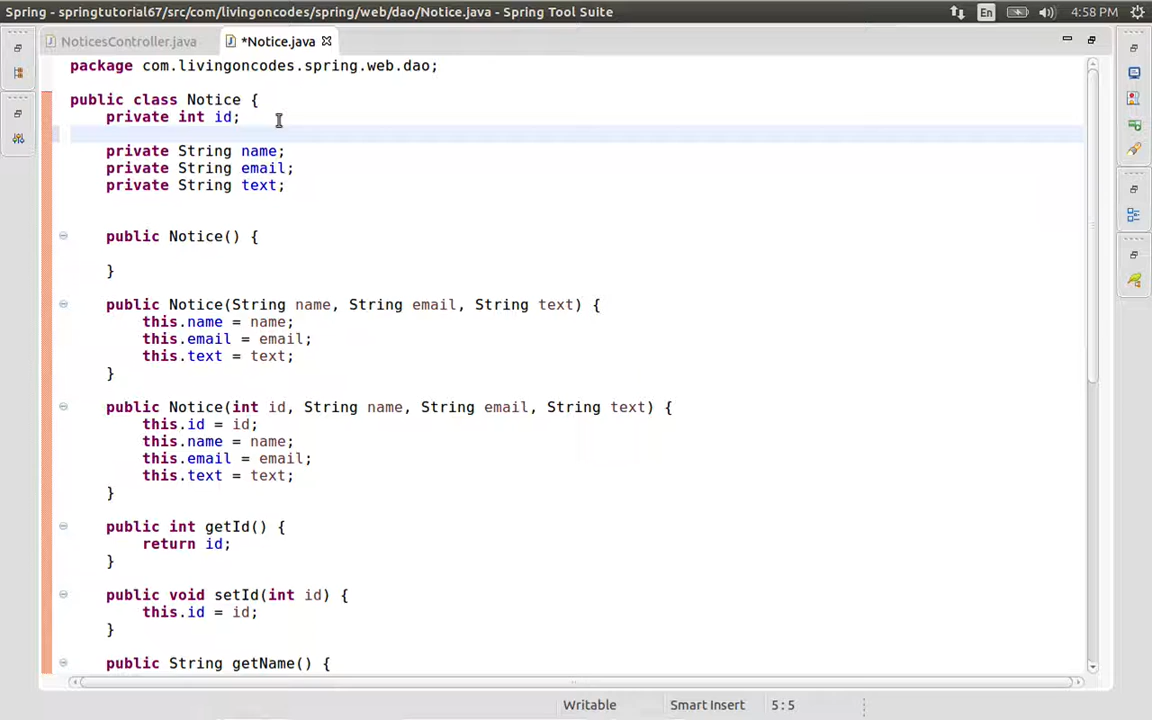 Spring - springtutorial67/src/com/livingoncodes/spring/web/dao/Notice.java - Spring Tool Suite
En
4:58 PM
NoticesController.java
*Notice.java
package com.livingoncodes.spring.web.dao;
public class Notice {
private int id;
private String name;
private String email;
private String text;
public Notice() {
}
public Notice(String name, String email, String text) {
this.name = name;
this.email = email;
this.text = text;
}
public Notice(int id, String name, String email, String text) {
this.id = id;
this.name = name;
this.email = email;
this.text = text;
}
public int getId() {
return id;
}
public void setId(int id) {
this.id = id;
}
public String getName() {
Writable
Smart Insert
5 : 5